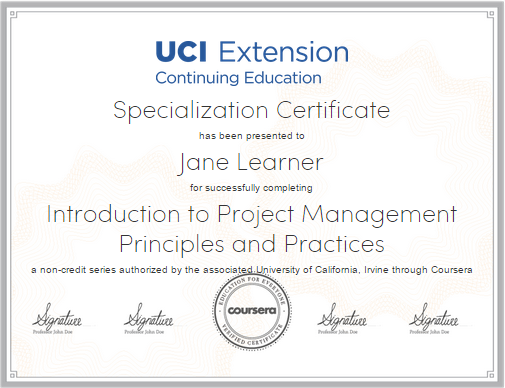 UCI Extension
Continuing Education
Specialization Certificate
has been presented to
Jane Learner
for successfully completing
Introduction to Project Management
Principles and Practices
a non-credit series authorized by the associated University of California, Irvine through Coursera
EDUCATION FOR EVERYONE
coursera
VERIFIED CERTIFICATE
Signature Signature Signature Signature
Professor John Doe Professor John Doe Professor John Doe Professor John Doe